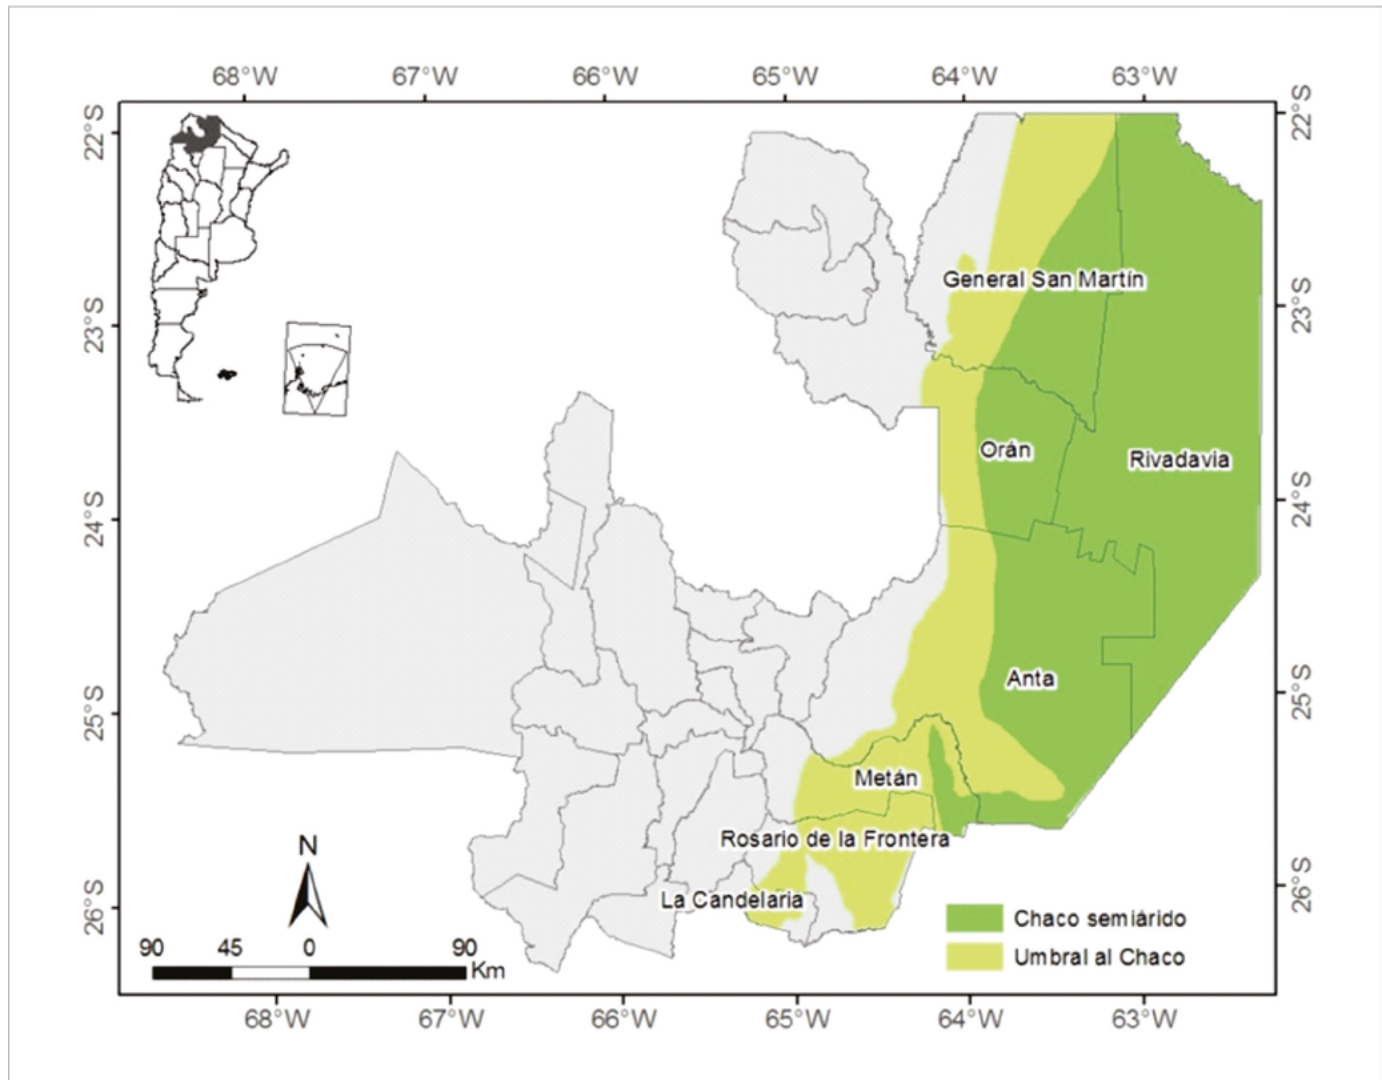 68°W 67°W 66°W 65°W 64°W 63°W
22°S 22°S
General San Martín
23°S 23°S
Orán
Rivadavia
24°S 24°S
Anta
25°S 25°S
Metán
N
Rosario de la Frontera
La Candelaria
26°S 26°S
Chaco semiárido
Umbral al Chaco
90 45 0 90
Km
68°W 67°W 66°W 65°W 64°W 63°W